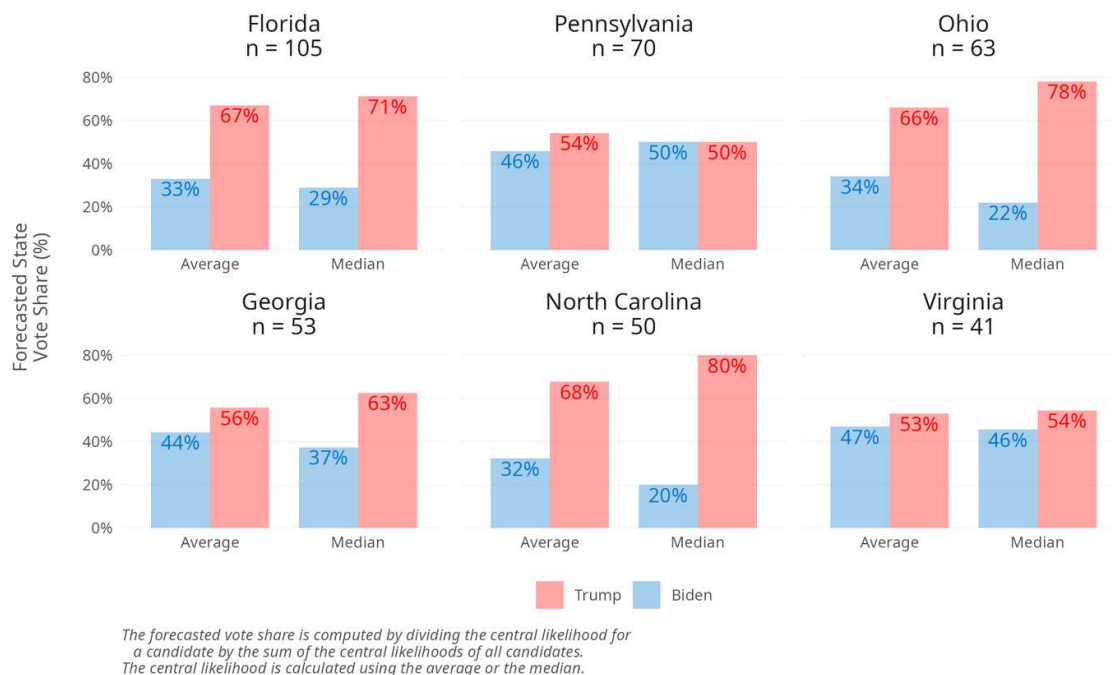 Florida
n = 105
Pennsylvania
n = 70
Ohio
n = 63
Forecasted State
Vote Share (%)
80%
60%
40%
20%
0%
33%
67%
29%
71%
46%
54%
50%
50%
34%
66%
22%
78%
Average
Median
Average
Median
Average
Median
Georgia
n = 53
North Carolina
n = 50
Virginia
n = 41
80%
60%
40%
20%
0%
44%
56%
37%
63%
32%
68%
20%
80%
47%
53%
46%
54%
Average
Median
Average
Median
Average
Median
Trump
Biden
The forecasted vote share is computed by dividing the central likelihood for
a candidate by the sum of the central likelihoods of all candidates.
The central likelihood is calculated using the average or the median.